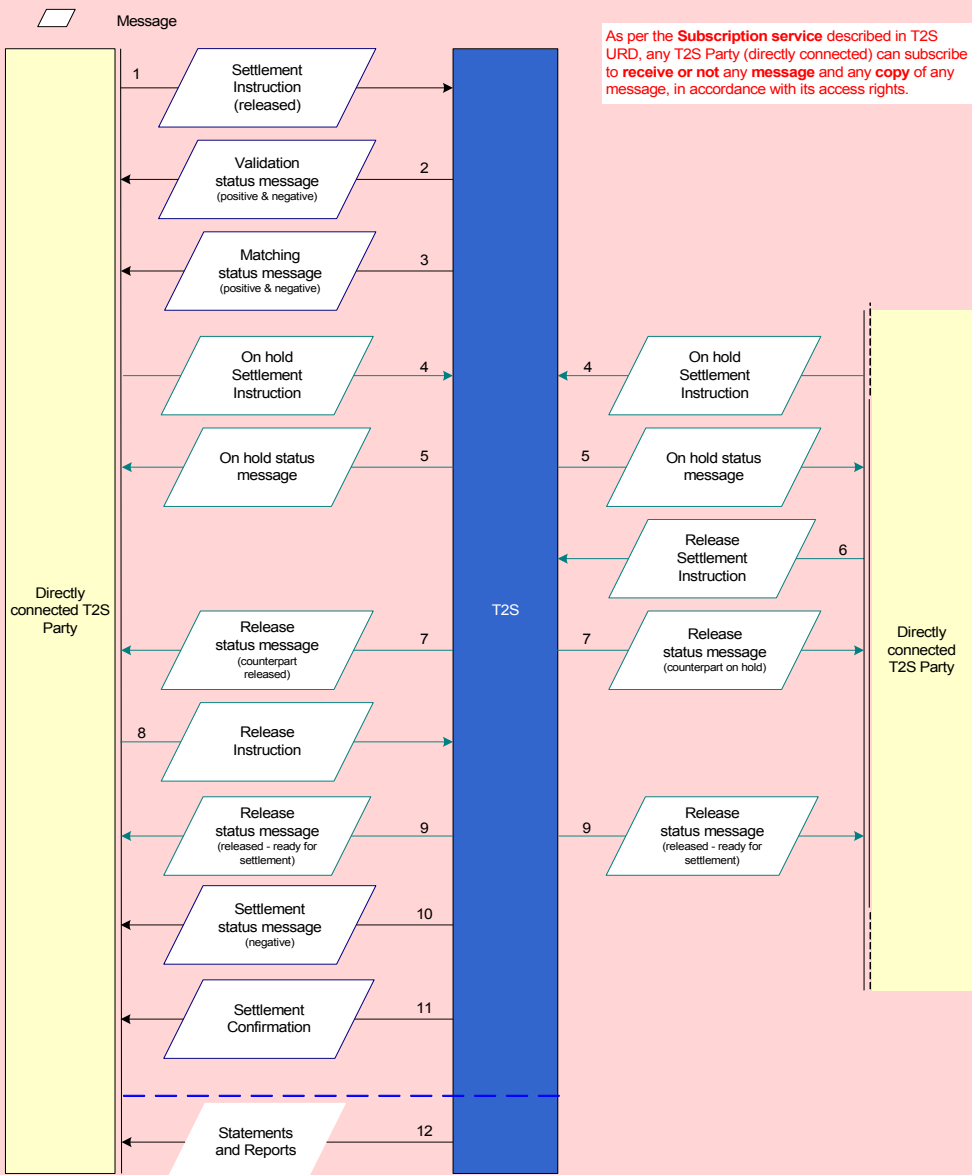 Message
As per the Subscription service described in T2S
URD, any T2S Party (directly connected) can subscribe
to receive or not any message and any copy of any
message, in accordance with its access rights.
1
Settlement
Instruction
(released)
Validation
status message
(positive & negative)
2
Matching
status message
(positive & negative)
3
On hold
Settlement
Instruction
4
4
On hold
Settlement
Instruction
On hold status
message
5
5
On hold status
message
Release
Settlement
Instruction
6
Directly
connected T2S
Party
T2S
Release
status message
(counterpart
released)
7
7
Release
status message
(counterpart on hold)
Directly
connected
T2S Party
8
Release
Instruction
Release
status message
(released - ready for
settlement)
9
9
Release
status message
(released - ready for
settlement)
Settlement
status message
(negative)
10
Settlement
Confirmation
11
Statements
and Reports
12